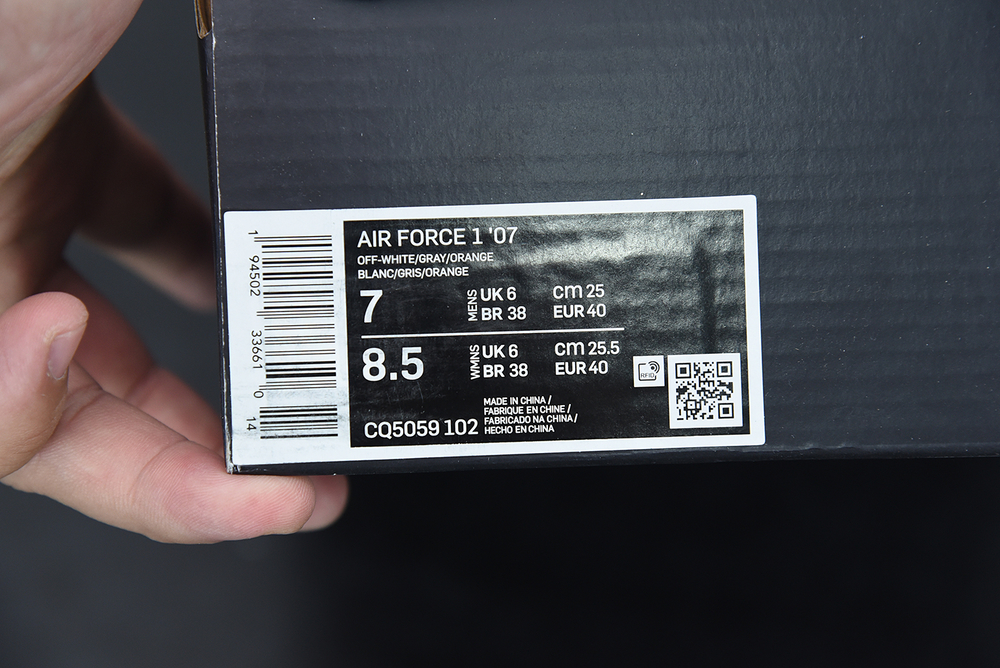 AIR FORCE 1 '07
OFF-WHITE/GRAY/ORANGE
BLANC/GRIS/ORANGE
7 MENS UK 6 cm 25
BR 38 EUR 40
8.5 WMNS UK 6 cm 25.5
BR 38 EUR 40
RFID
CQ5059 102
MADE IN CHINA /
FABRIQUE EN CHINE /
FABRICADO NA CHINA /
HECHO EN CHINA
1 94502 33661 0 14